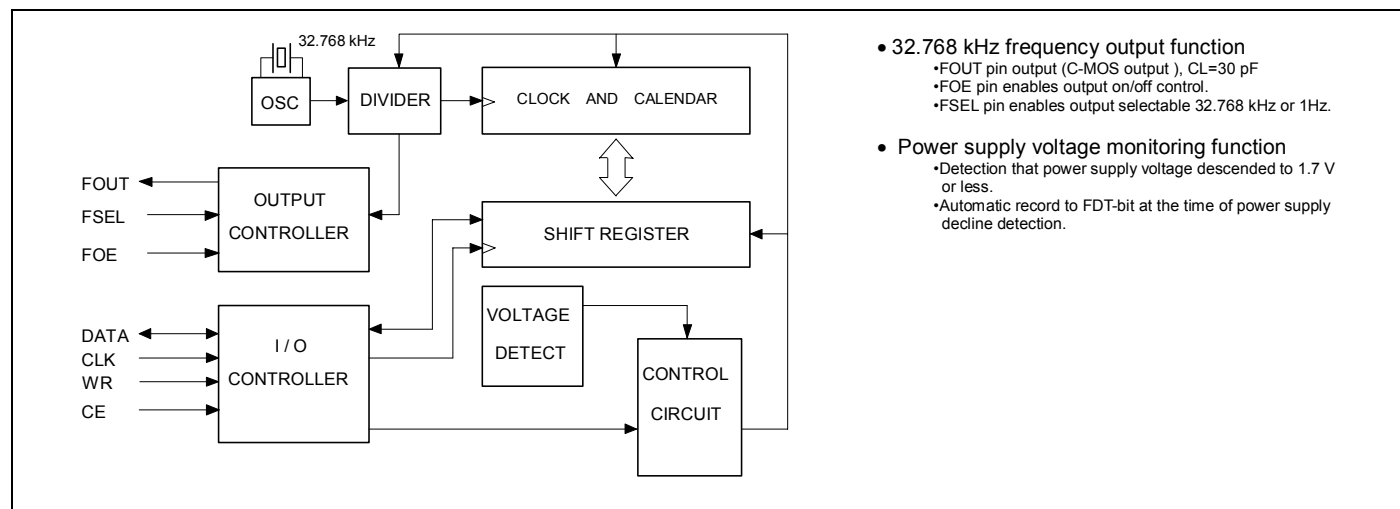 32.768 kHz
OSC
DIVIDER
CLOCK AND CALENDAR
FOUT
FSEL
FOE
OUTPUT
CONTROLLER
SHIFT REGISTER
DATA
CLK
WR
CE
I / O
CONTROLLER
VOLTAGE
DETECT
CONTROL
CIRCUIT
• 32.768 kHz frequency output function
•FOUT pin output (C-MOS output ), CL=30 pF
•FOE pin enables output on/off control.
•FSEL pin enables output selectable 32.768 kHz or 1Hz.
• Power supply voltage monitoring function
•Detection that power supply voltage descended to 1.7 V
or less.
•Automatic record to FDT-bit at the time of power supply
decline detection.